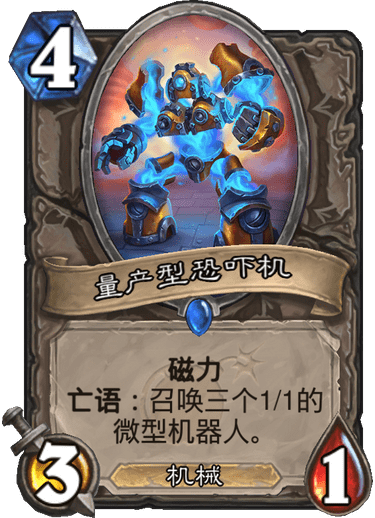 4
量产型恐吓机
磁力
亡语：召唤三个1/1的
微型机器人。
3
机械
1